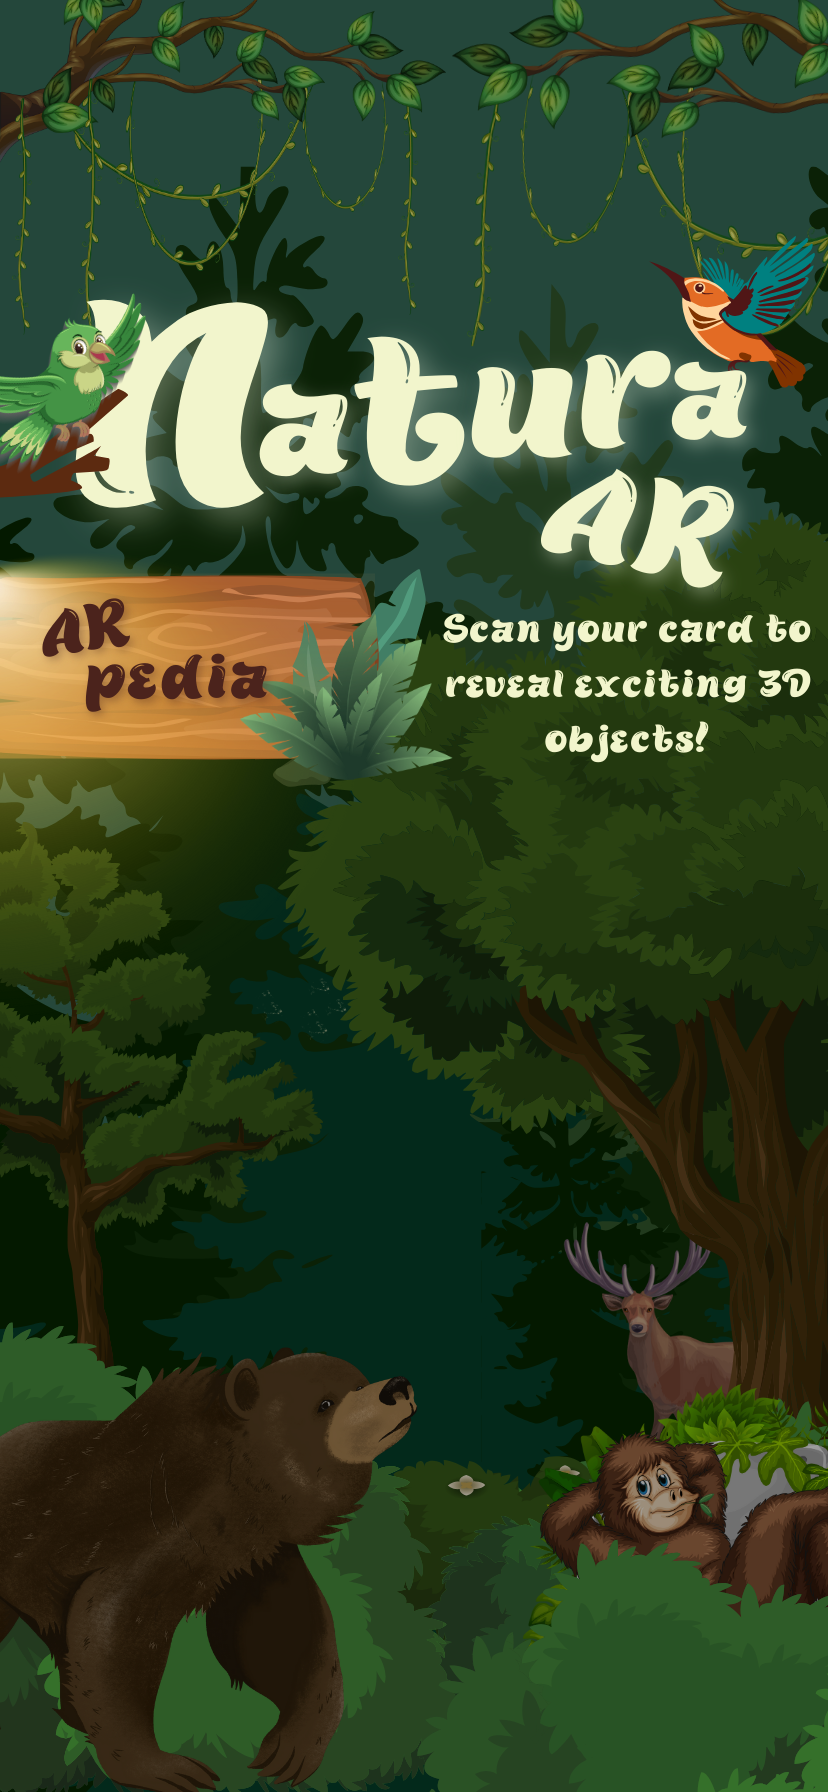 Natura
AR
AR
pedia
Scan your card to
reveal exciting 3D
objects!